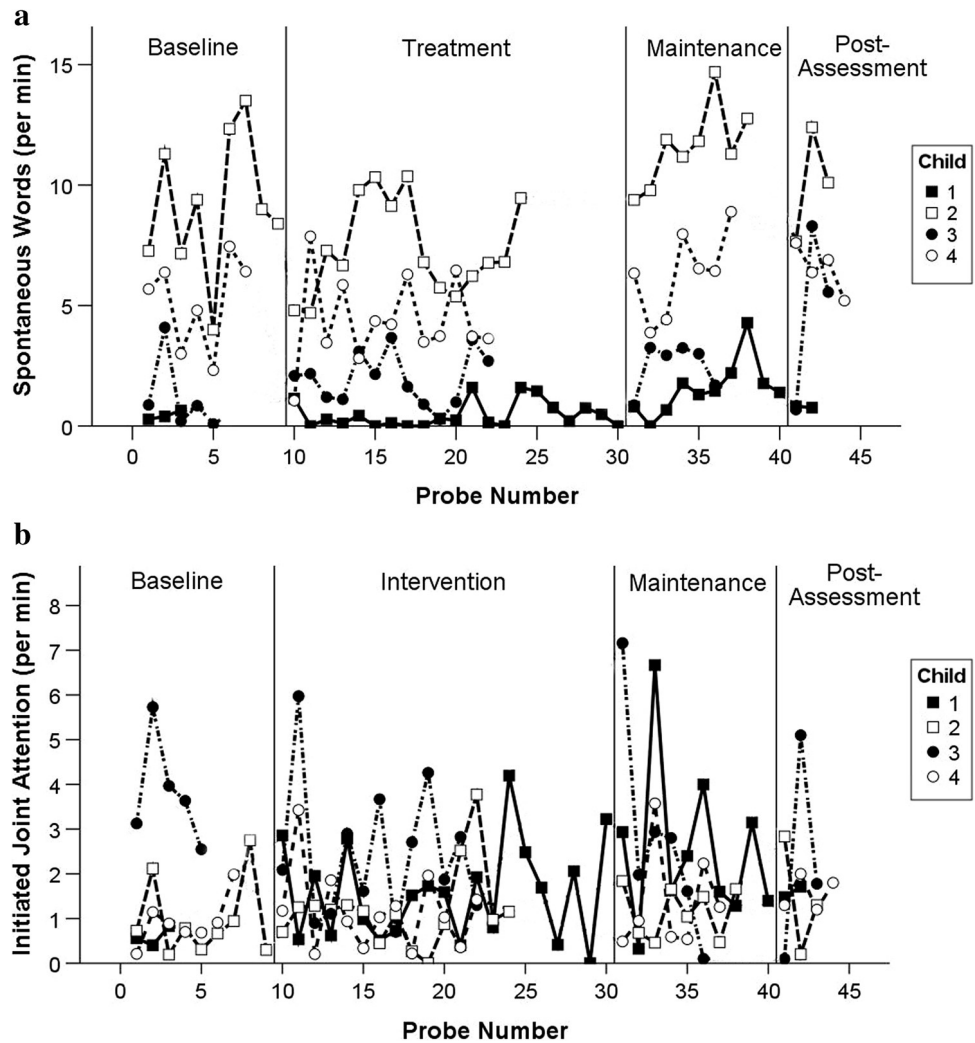 a
Baseline
Treatment
Maintenance
Post-
Assessment
Spontaneous Words (per min)
15
10
5
0
0 5 10 15 20 25 30 35 40 45
Probe Number
Child
1
2
3
4
b
Baseline
Intervention
Maintenance
Post-
Assessment
Initiated Joint Attention (per min)
8
7
6
5
4
3
2
1
0
0 5 10 15 20 25 30 35 40 45
Probe Number
Child
1
2
3
4